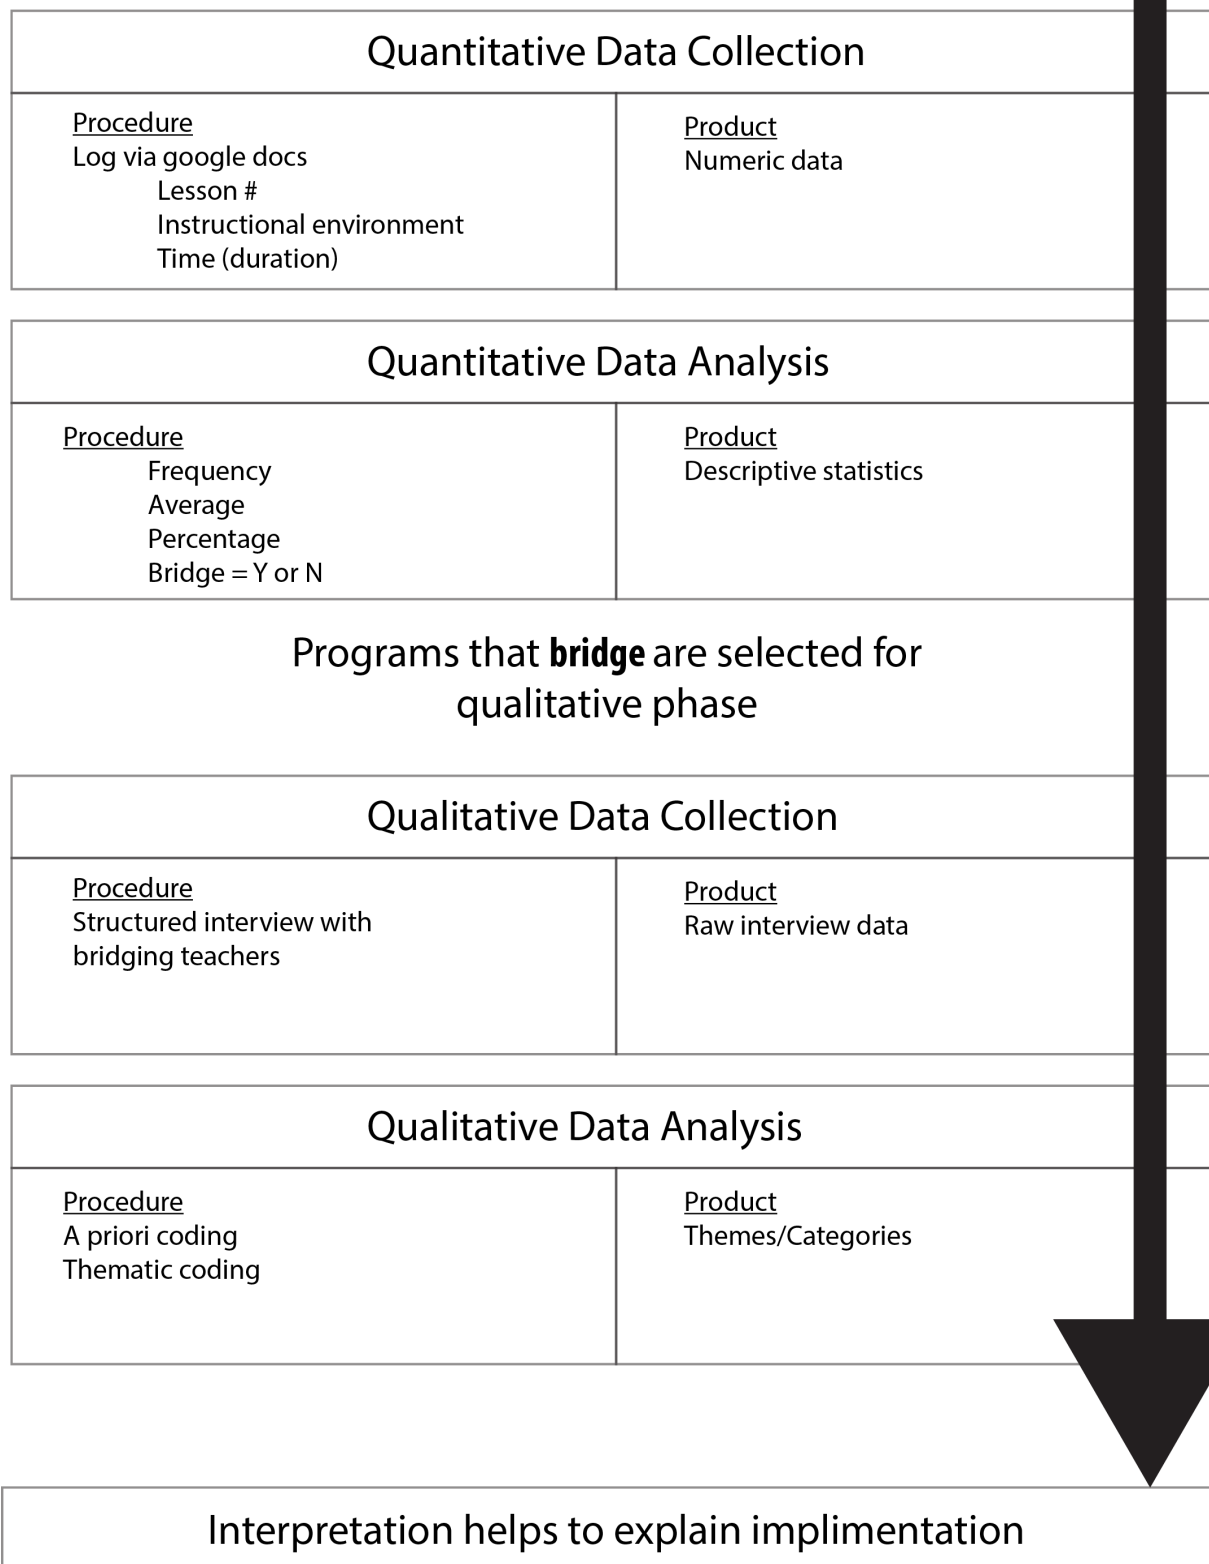 Quantitative Data Collection
Procedure
Log via google docs
Lesson #
Instructional environment
Time (duration)
Product
Numeric data
Quantitative Data Analysis
Procedure
Frequency
Average
Percentage
Bridge = Y or N
Product
Descriptive statistics
Programs that bridge are selected for
qualitative phase
Qualitative Data Collection
Procedure
Structured interview with
bridging teachers
Product
Raw interview data
Qualitative Data Analysis
Procedure
A priori coding
Thematic coding
Product
Themes/Categories
Interpretation helps to explain implimentation